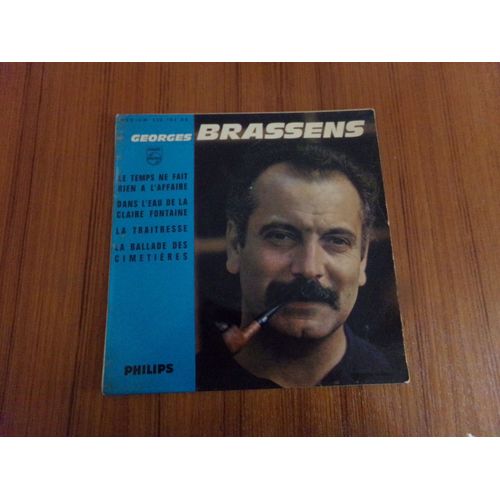 GEORGES BRASSENS
PHILIPS
LE TEMPS NE FAIT
RIEN A L'AFFAIRE
DANS L'EAU DE LA
CLAIRE FONTAINE
LA TRAITRESSE
LA BALLADE DES
CIMETIÈRES
PHILIPS